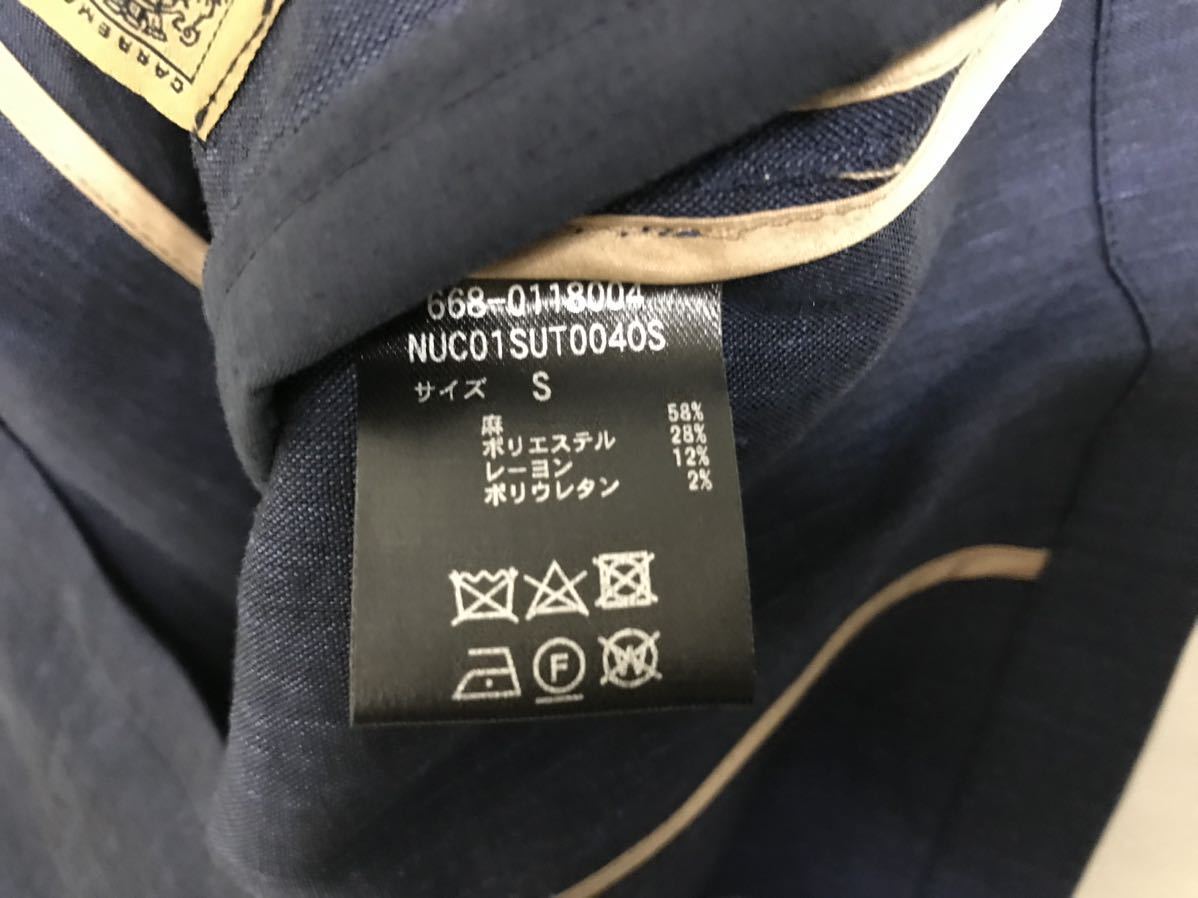 668-0118004
NUC01SUT0040S
サイズ S
麻 58%
ポリエステル 28%
レーヨン 12%
ポリウレタン 2%
F
W